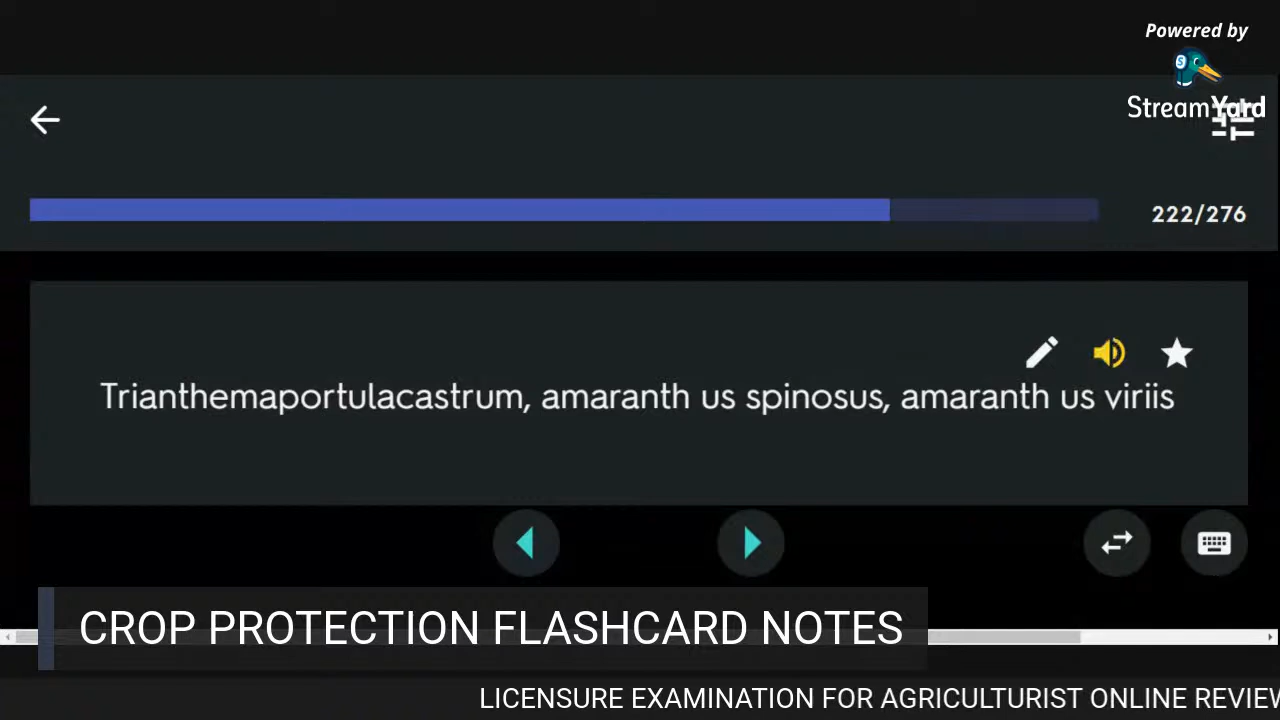 Powered by
StreamYard
222/276
Trianthemaportulacastrum, amaranth us spinosus, amaranth us viriis
CROP PROTECTION FLASHCARD NOTES
LICENSURE EXAMINATION FOR AGRICULTURIST ONLINE REVIEW